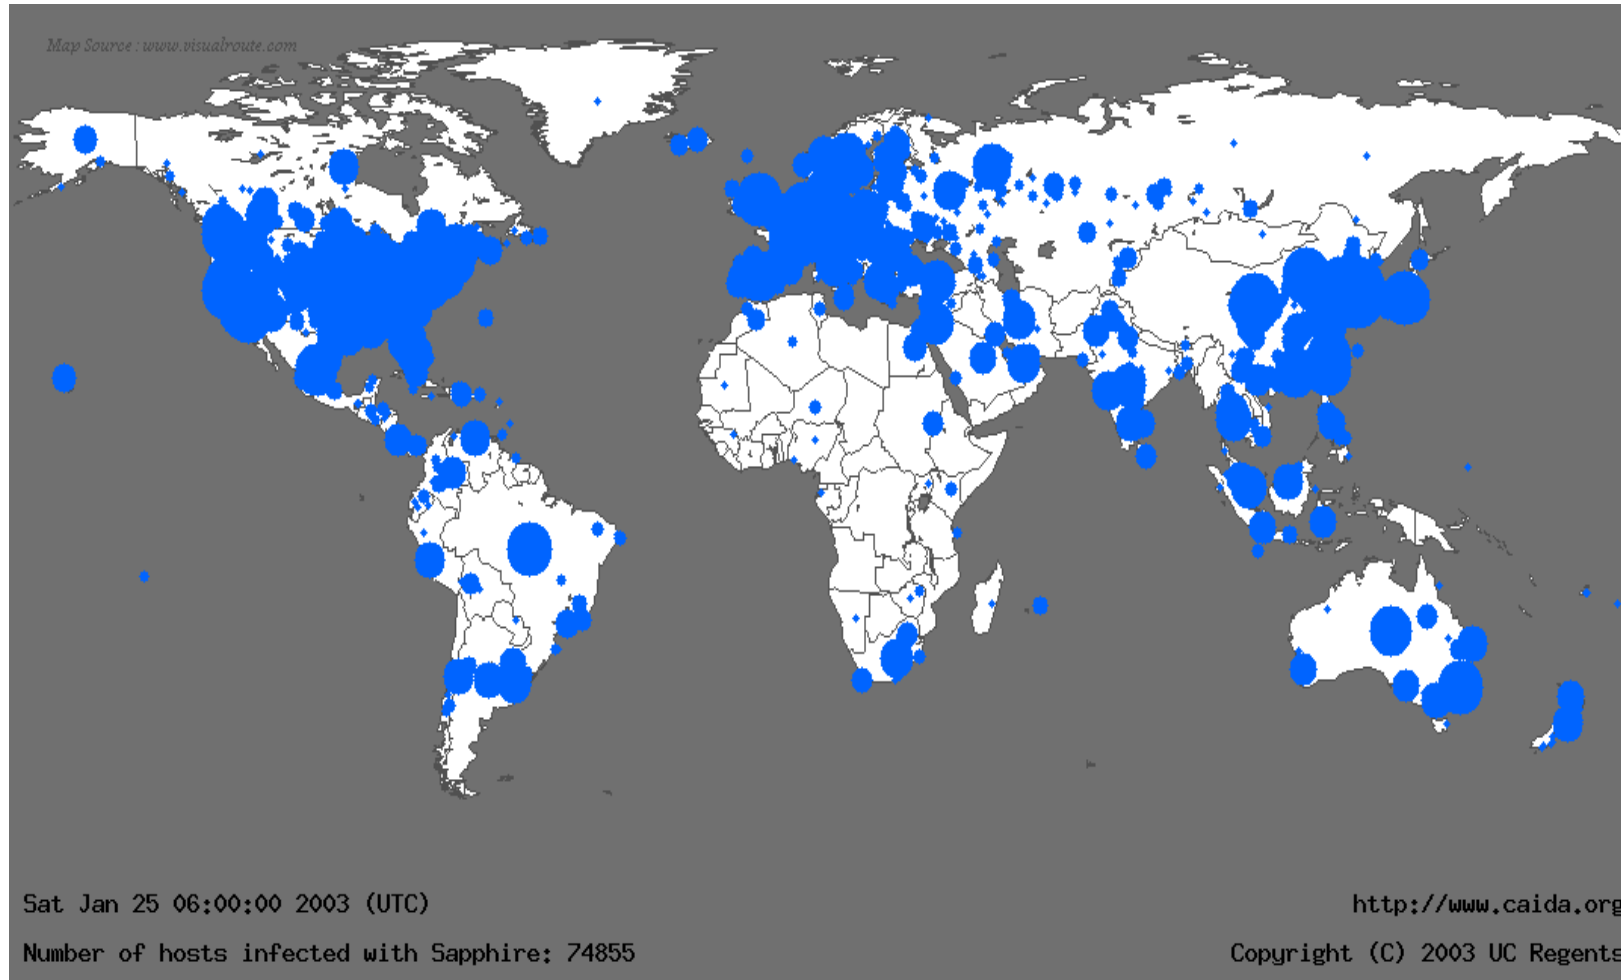 Map Source : www.visualroute.com
Sat Jan 25 06:00:00 2003 (UTC)
http://www.caida.org
Number of hosts infected with Sapphire: 74855
Copyright (C) 2003 UC Regents